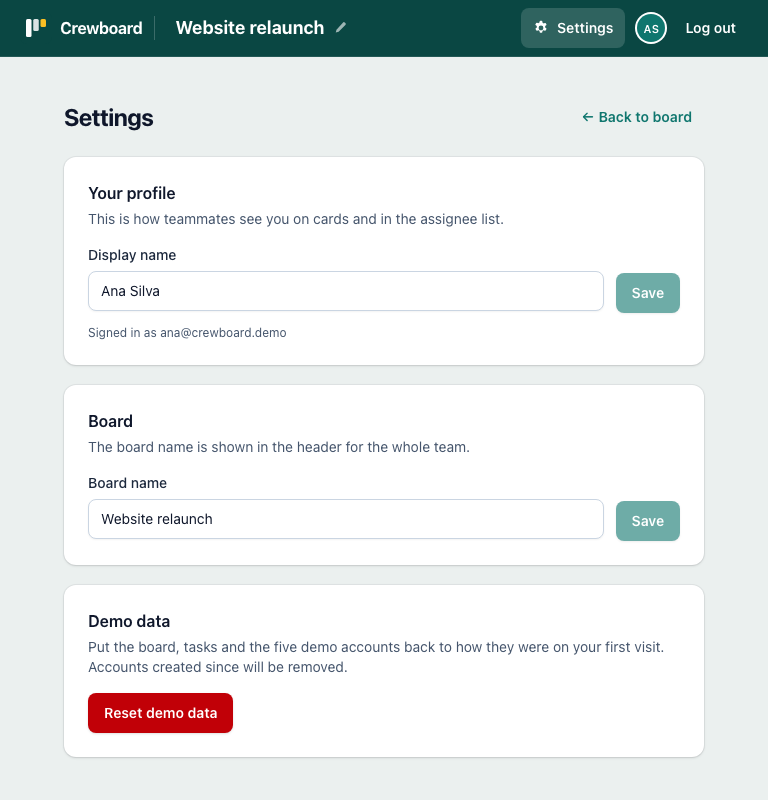 Crewboard
Website relaunch
Settings
AS
Log out
Settings
← Back to board
Your profile
This is how teammates see you on cards and in the assignee list.
Display name
Ana Silva
Save
Signed in as ana@crewboard.demo
Board
The board name is shown in the header for the whole team.
Board name
Website relaunch
Save
Demo data
Put the board, tasks and the five demo accounts back to how they were on your first visit.
Accounts created since will be removed.
Reset demo data